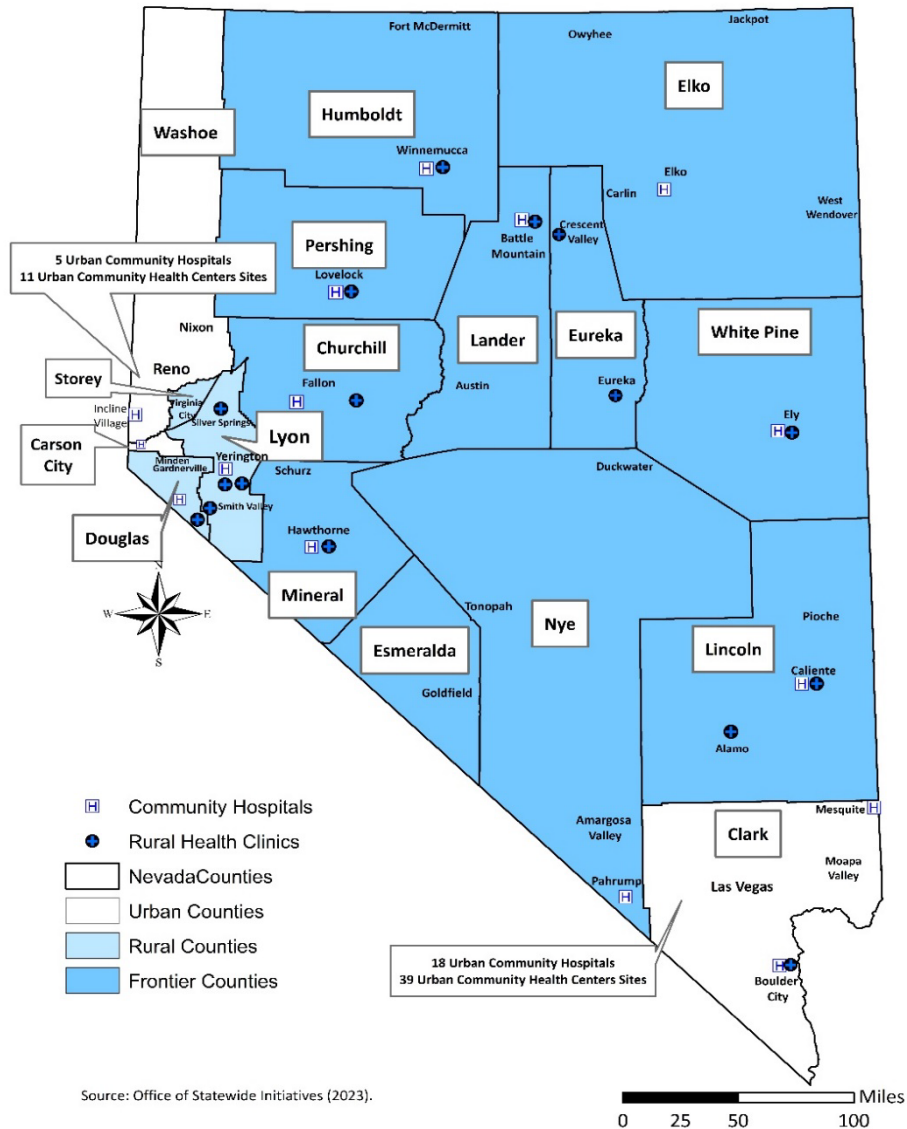 Fort McDermitt
Jackpot
Owyhee
Elko
Humboldt
Washoe
Winnemucca
Elko
Carlin
West
Wendover
Battle
Mountain
Crescent
Valley
Pershing
Lovelock
5 Urban Community Hospitals
11 Urban Community Health Centers Sites
Nixon
Reno
Churchill
Lander
Eureka
White Pine
Storey
Virginia
City
Fallon
Austin
Eureka
Incline
Village
Silver Springs
Lyon
Ely
Carson
City
Minden
Gardnerville
Yerington
Schurz
Duckwater
Smith Valley
Douglas
Hawthorne
Mineral
N
W
E
S
Tonopah
Nye
Pioche
Esmeralda
Lincoln
Goldfield
Caliente
Alamo
H Community Hospitals
Rural Health Clinics
NevadaCounties
Urban Counties
Rural Counties
Frontier Counties
Amargosa
Valley
Mesquite
Clark
Moapa
Valley
Pahrump
Las Vegas
18 Urban Community Hospitals
39 Urban Community Health Centers Sites
Boulder
City
Source: Office of Statewide Initiatives (2023).
Miles
0 25 50 100